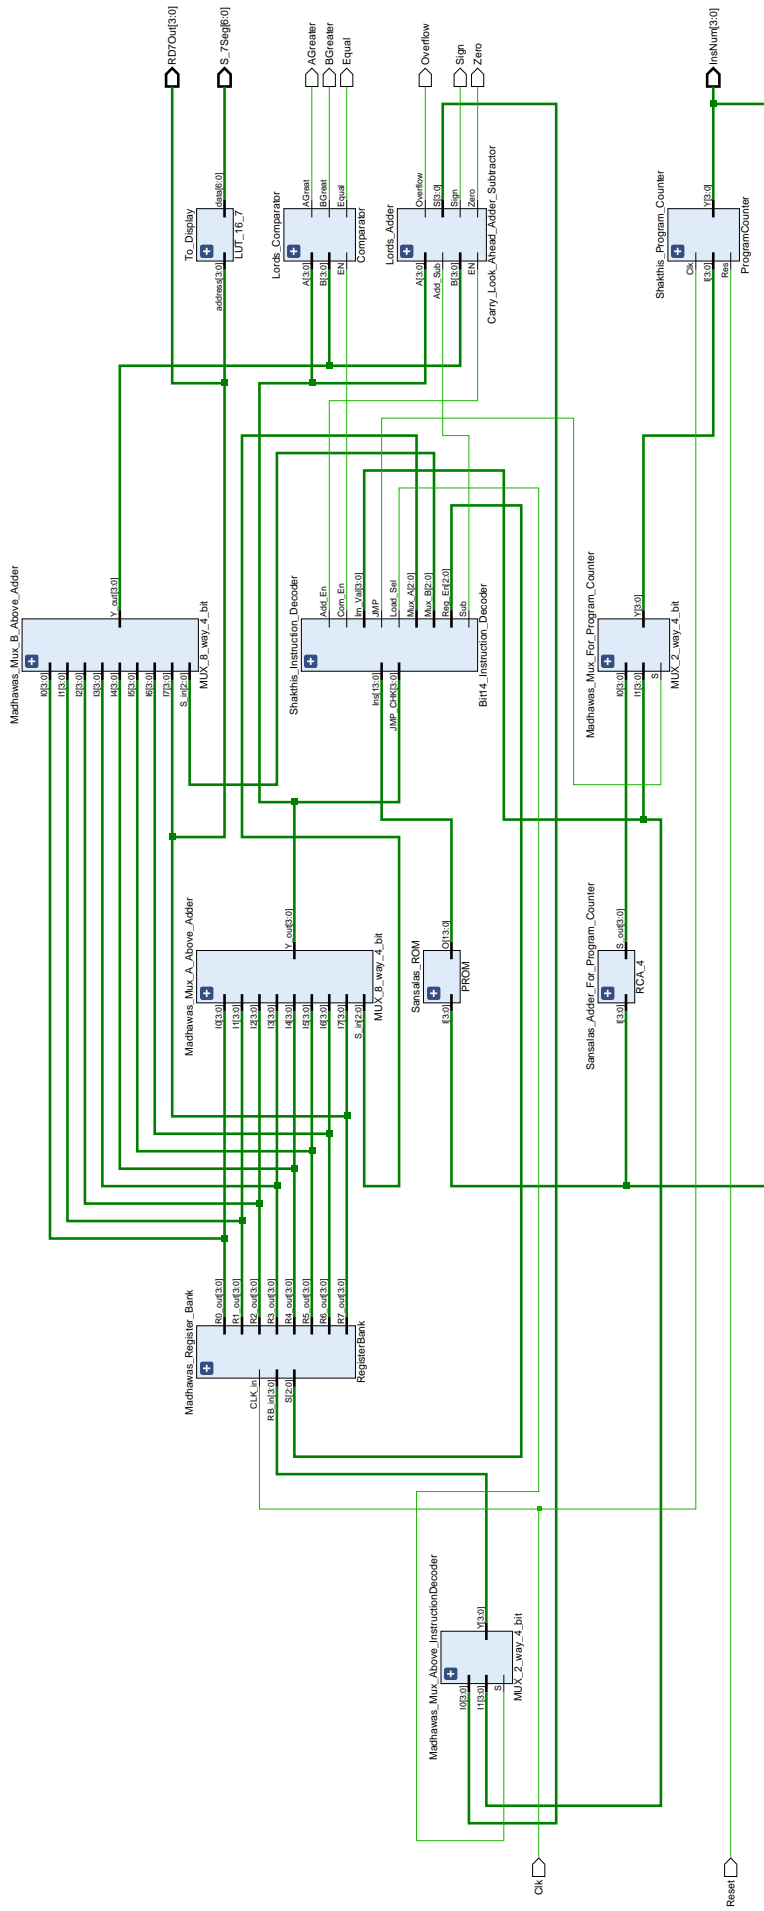 RD7Out[3:0]
S_7Seg[6:0]
AGreater
BGreater
Equal
Overflow
Sign
Zero
InsNum[3:0]
To_Display
data[6:0]
address[3:0]
LUT_16_7
Lords_Comparator
AGreat
BGreat
Equal
A[3:0]
B[3:0]
EN
Comparator
Lords_Adder
Overflow
S[3:0]
Sign
Zero
A[3:0]
Add_Sub
B[3:0]
EN
Carry_Look_Ahead_Adder_Subtractor
Shakthis_Program_Counter
Y[3:0]
Clk
I[3:0]
Res
ProgramCounter
Madhawas_Mux_B_Above_Adder
Y_out[3:0]
I0[3:0]
I1[3:0]
I2[3:0]
I3[3:0]
I4[3:0]
I5[3:0]
I6[3:0]
I7[3:0]
S_in[2:0]
MUX_8_way_4_bit
Shakthis_Instruction_Decoder
Add_En
Com_En
Im_Val[3:0]
JMP
Load_Sel
Mux_A[2:0]
Mux_B[2:0]
Reg_En[2:0]
Sub
Ins[13:0]
JMP_CHK[3:0]
Bit14_Instruction_Decoder
Madhawas_Mux_For_Program_Counter
Y[3:0]
I0[3:0]
I1[3:0]
S
MUX_2_way_4_bit
Madhawas_Mux_A_Above_Adder
Y_out[3:0]
I0[3:0]
I1[3:0]
I2[3:0]
I3[3:0]
I4[3:0]
I5[3:0]
I6[3:0]
I7[3:0]
S_in[2:0]
MUX_8_way_4_bit
Sansalas_ROM
O[13:0]
I[3:0]
PROM
Sansalas_Adder_For_Program_Counter
S_out[3:0]
I[3:0]
RCA_4
Madhawas_Register_Bank
R0_out[3:0]
R1_out[3:0]
R2_out[3:0]
R3_out[3:0]
R4_out[3:0]
R5_out[3:0]
R6_out[3:0]
R7_out[3:0]
CLK_in
RB_in[3:0]
S[2:0]
RegisterBank
Madhawas_Mux_Above_InstructionDecoder
Y[3:0]
I0[3:0]
I1[3:0]
S
MUX_2_way_4_bit
Clk
Reset